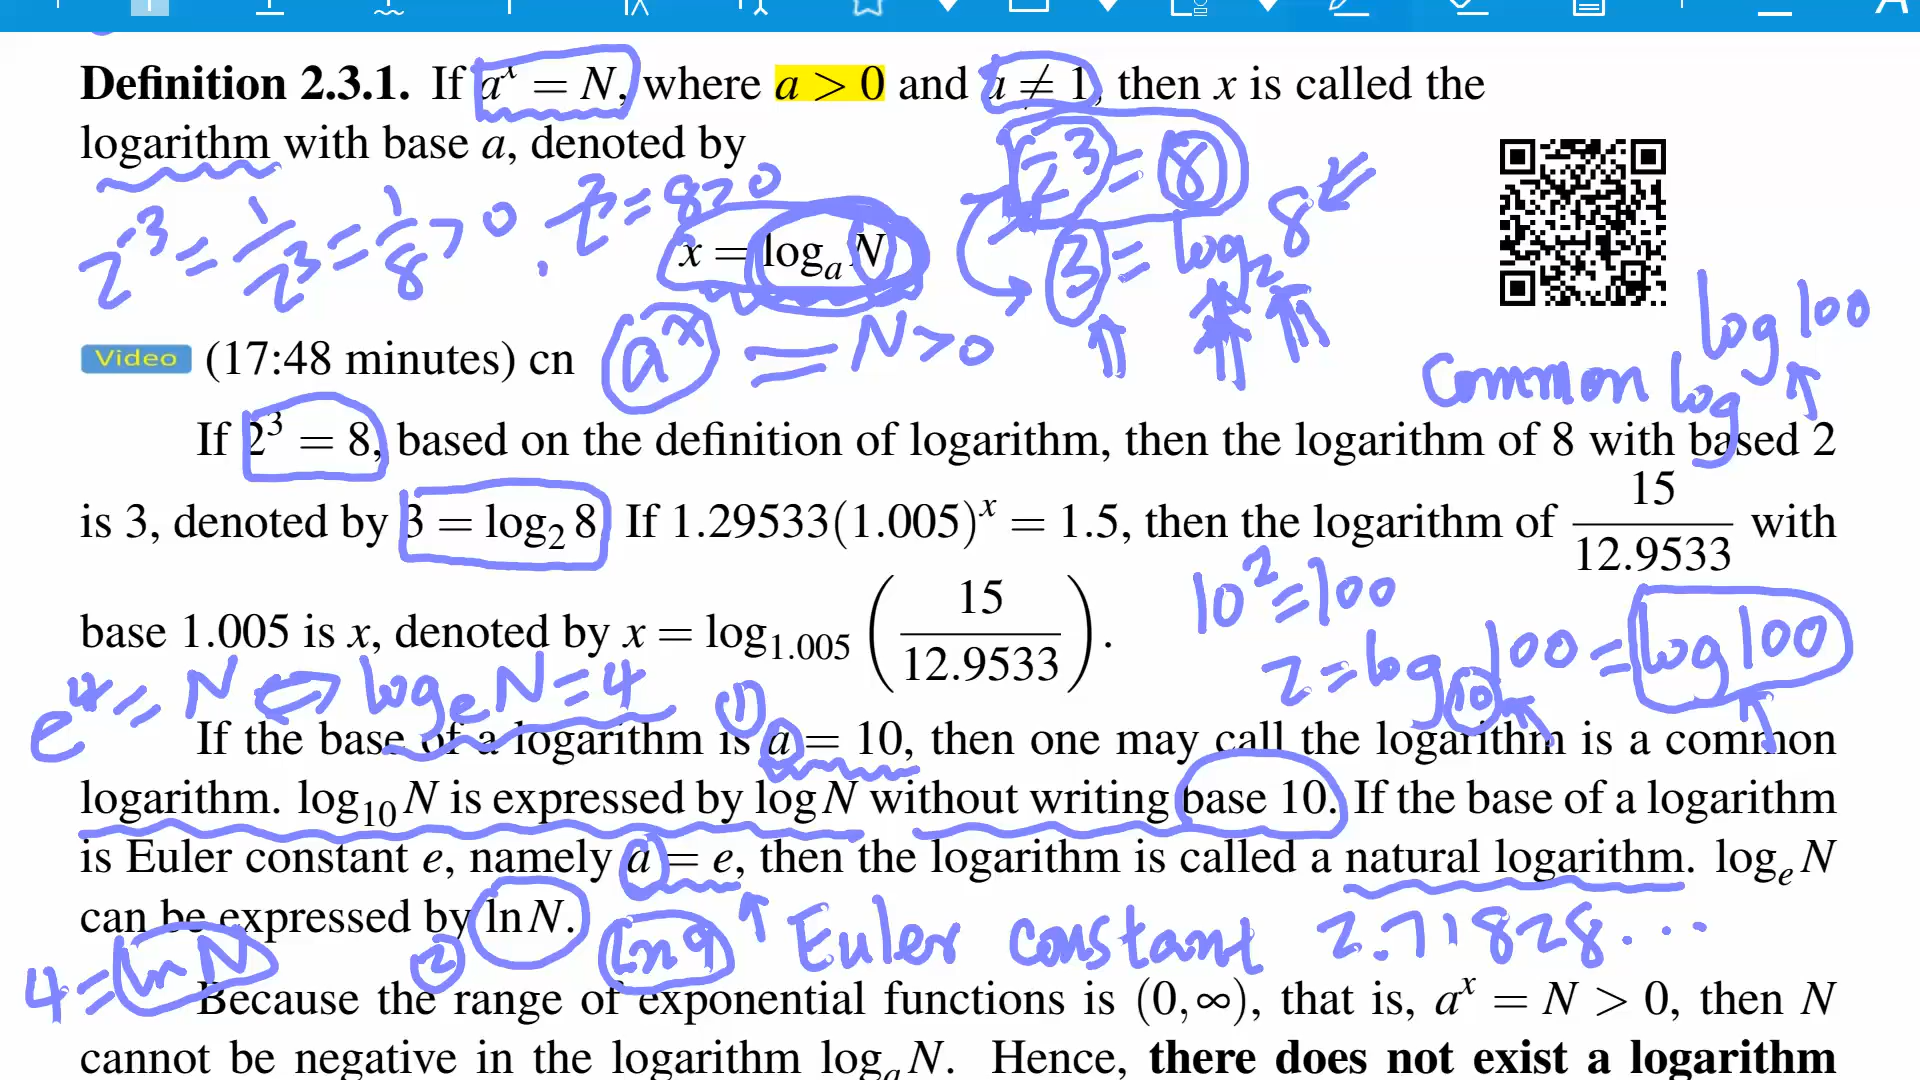 Definition 2.3.1. If a^x = N, where a > 0 and a ≠ 1, then x is called the
logarithm with base a, denoted by
2^3 = 8
2^-3 = 1/2^3 = 1/8 > 0 , 2^3 = 8 > 0
x = log_a N
3 = log_2 8
Video (17:48 minutes) cn
a^x = N > 0
log 100
Common log
If 2^3 = 8, based on the definition of logarithm, then the logarithm of 8 with based 2
is 3, denoted by 3 = log_2 8 If 1.29533(1.005)^x = 1.5, then the logarithm of 15/12.9533 with
10^2 = 100
base 1.005 is x, denoted by x = log_1.005 (15/12.9533).
2 = log_10 100 = log 100
e^4 = N ⟺ log_e N = 4
①
If the base of a logarithm is a = 10, then one may call the logarithm is a common
logarithm. log_10 N is expressed by log N without writing base 10. If the base of a logarithm
is Euler constant e, namely a = e, then the logarithm is called a natural logarithm. log_e N
can be expressed by ln N.
② ln 9 ↑ Euler constant 2.71828...
4 = ln N
Because the range of exponential functions is (0, ∞), that is, a^x = N > 0, then N
cannot be negative in the logarithm log_a N. Hence, there does not exist a logarithm